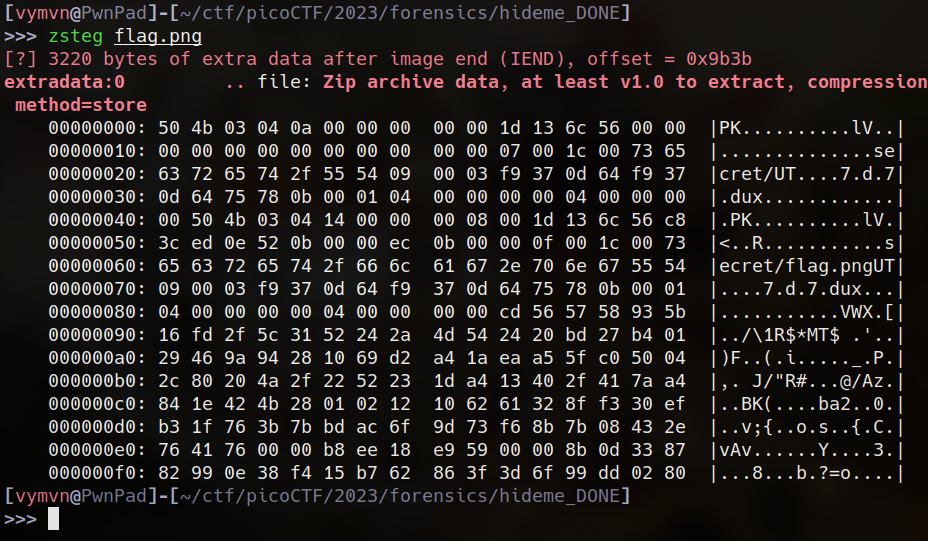 [vymvn@PwnPad]-[~/ctf/picoCTF/2023/forensics/hideme_DONE]
>>> zsteg flag.png
[?] 3220 bytes of extra data after image end (IEND), offset = 0x9b3b
extradata:0         .. file: Zip archive data, at least v1.0 to extract, compression
 method=store
    00000000: 50 4b 03 04 0a 00 00 00  00 00 1d 13 6c 56 00 00  |PK..........lV..|
    00000010: 00 00 00 00 00 00 00 00  00 00 07 00 1c 00 73 65  |..............se|
    00000020: 63 72 65 74 2f 55 54 09  00 03 f9 37 0d 64 f9 37  |cret/UT....7.d.7|
    00000030: 0d 64 75 78 0b 00 01 04  00 00 00 00 04 00 00 00  |.dux............|
    00000040: 00 50 4b 03 04 14 00 00  00 08 00 1d 13 6c 56 c8  |.PK..........lV.|
    00000050: 3c ed 0e 52 0b 00 00 ec  0b 00 00 0f 00 1c 00 73  |<..R...........s|
    00000060: 65 63 72 65 74 2f 66 6c  61 67 2e 70 6e 67 55 54  |ecret/flag.pngUT|
    00000070: 09 00 03 f9 37 0d 64 f9  37 0d 64 75 78 0b 00 01  |....7.d.7.dux...|
    00000080: 04 00 00 00 00 04 00 00  00 00 cd 56 57 58 93 5b  |...........VWX.[|
    00000090: 16 fd 2f 5c 31 52 24 2a  4d 54 24 20 bd 27 b4 01  |../\1R$*MT$ .'..|
    000000a0: 29 46 9a 94 28 10 69 d2  a4 1a ea a5 5f c0 50 04  |)F..(.i....._.P.|
    000000b0: 2c 80 20 4a 2f 22 52 23  1d a4 13 40 2f 41 7a a4  |,. J/"R#...@/Az.|
    000000c0: 84 1e 42 4b 28 01 02 12  10 62 61 32 8f f3 30 ef  |..BK(....ba2..0.|
    000000d0: b3 1f 76 3b 7b bd ac 6f  9d 73 f6 8b 7b 08 43 2e  |..v;{..o.s..{.C.|
    000000e0: 76 41 76 00 00 b8 ee 18  e9 59 00 00 8b 0d 33 87  |vAv......Y....3.|
    000000f0: 82 99 0e 38 f4 15 b7 62  86 3f 3d 6f 99 dd 02 80  |...8...b.?=o....|
[vymvn@PwnPad]-[~/ctf/picoCTF/2023/forensics/hideme_DONE]
>>>